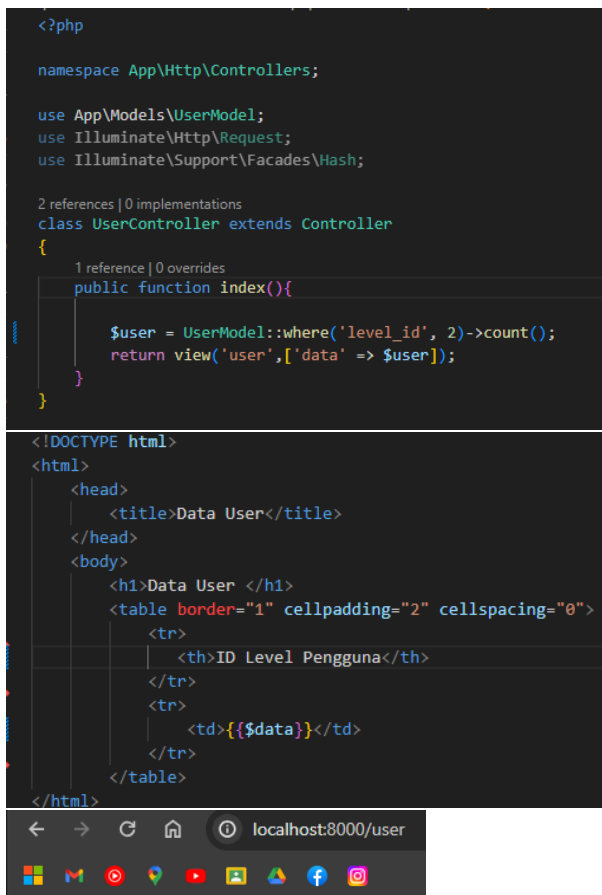 <?php
namespace App\Http\Controllers;
use App\Models\UserModel;
use Illuminate\Http\Request;
use Illuminate\Support\Facades\Hash;
2 references | 0 implementations
class UserController extends Controller
{
1 reference | 0 overrides
public function index(){
$user = UserModel::where('level_id', 2)->count();
return view('user',['data' => $user]);
}
}
<!DOCTYPE html>
<html>
<head>
<title>Data User</title>
</head>
<body>
<h1>Data User </h1>
<table border="1" cellpadding="2" cellspacing="0">
<tr>
<th>ID Level Pengguna</th>
</tr>
<tr>
<td>{{$data}}</td>
</tr>
</table>
</html>
localhost:8000/user